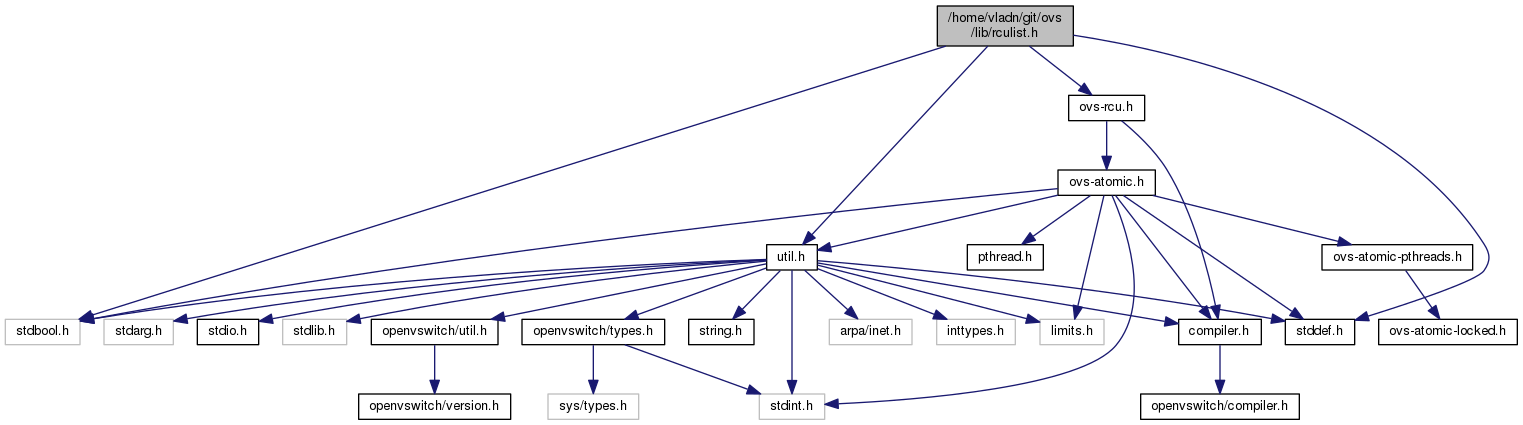 /home/vladn/git/ovs
/lib/rculist.h
ovs-rcu.h
ovs-atomic.h
util.h
pthread.h
ovs-atomic-pthreads.h
stdbool.h
stdarg.h
stdio.h
stdlib.h
openvswitch/util.h
openvswitch/types.h
string.h
arpa/inet.h
inttypes.h
limits.h
compiler.h
stddef.h
ovs-atomic-locked.h
openvswitch/version.h
sys/types.h
stdint.h
openvswitch/compiler.h